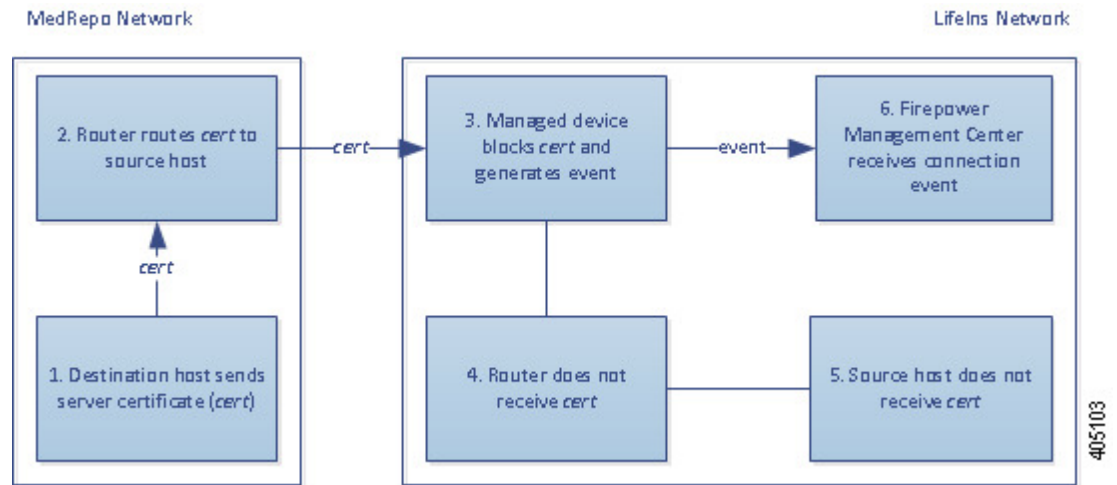 MedRepo Network
LifeIns Network
2. Router routes cert to
source host
cert
3. Managed device
blocks cert and
generates event
event
6. Firepower
Management Center
receives connection
event
cert
1. Destination host sends
server certificate (cert)
4. Router does not
receive cert
5. Source host does not
receive cert
405103